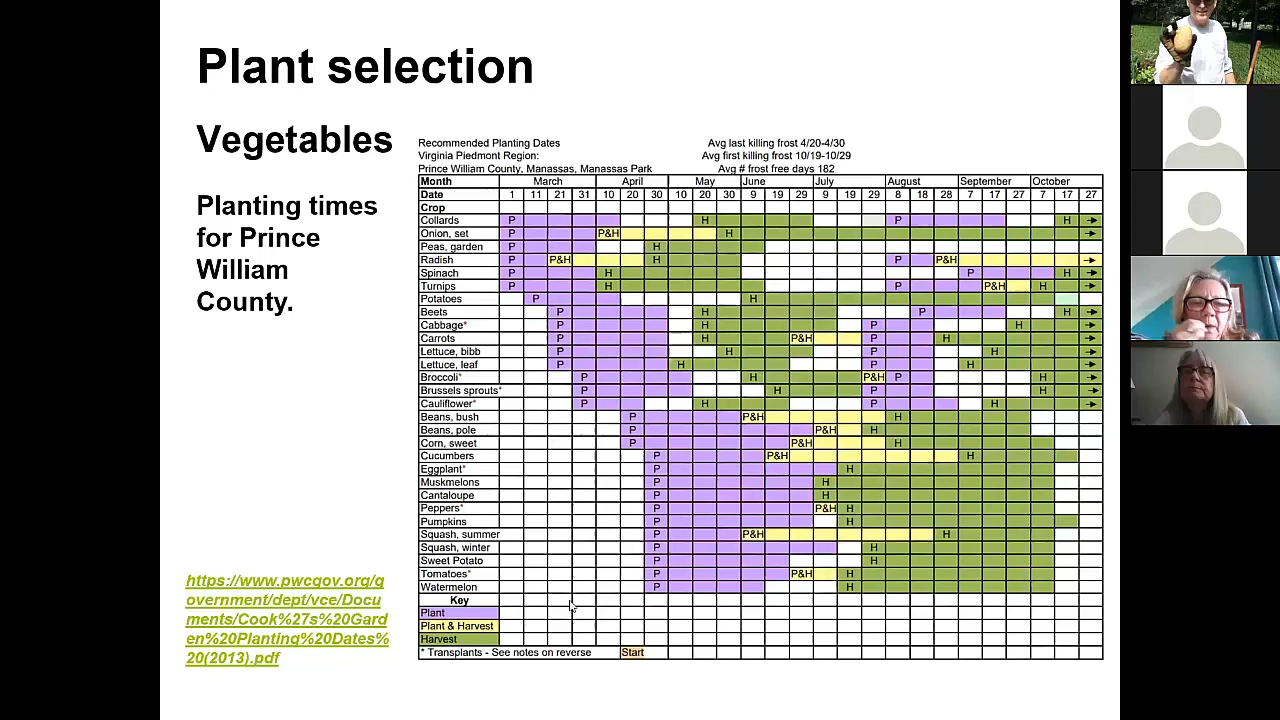 Plant selection
Vegetables
Planting times
for Prince
William
County.
https://www.pwcgov.org/g
overnment/dept/vce/Docu
ments/Cook%27s%20Gard
en%20Planting%20Dates%
20(2013).pdf
Recommended Planting Dates Avg last killing frost 4/20-4/30
Virginia Piedmont Region: Avg first killing frost 10/19-10/29
Prince William County, Manassas, Manassas Park Avg # frost free days 182
Month March April May June July August September October
Date 1 11 21 31 10 20 30 10 20 30 9 29 9 19 29 8 18 28 7 17 27 7 17 27
Crop
Collards P H P H →
Onion, set P P&H H →
Peas, garden P H
Radish P P&H H P P&H →
Spinach P H P H →
Turnips P H P P&H H →
Potatoes P H
Beets P H P H →
Cabbage* P H P H →
Carrots P H P&H P H →
Lettuce, bibb P H P H →
Lettuce, leaf P H P H →
Broccoli* P H P&H P H →
Brussels sprouts* P H P H →
Cauliflower* P H P H →
Beans, bush P P&H H
Beans, pole P P&H H
Corn, sweet P P&H H
Cucumbers P P&H H
Eggplant* P H
Muskmelons P H
Cantaloupe P H
Peppers* P P&H H
Pumpkins P H
Squash, summer P P&H H
Squash, winter P H
Sweet Potato P H
Tomatoes* P P&H H
Watermelon P H
Key
Plant
Plant & Harvest
Harvest
* Transplants - See notes on reverse Start